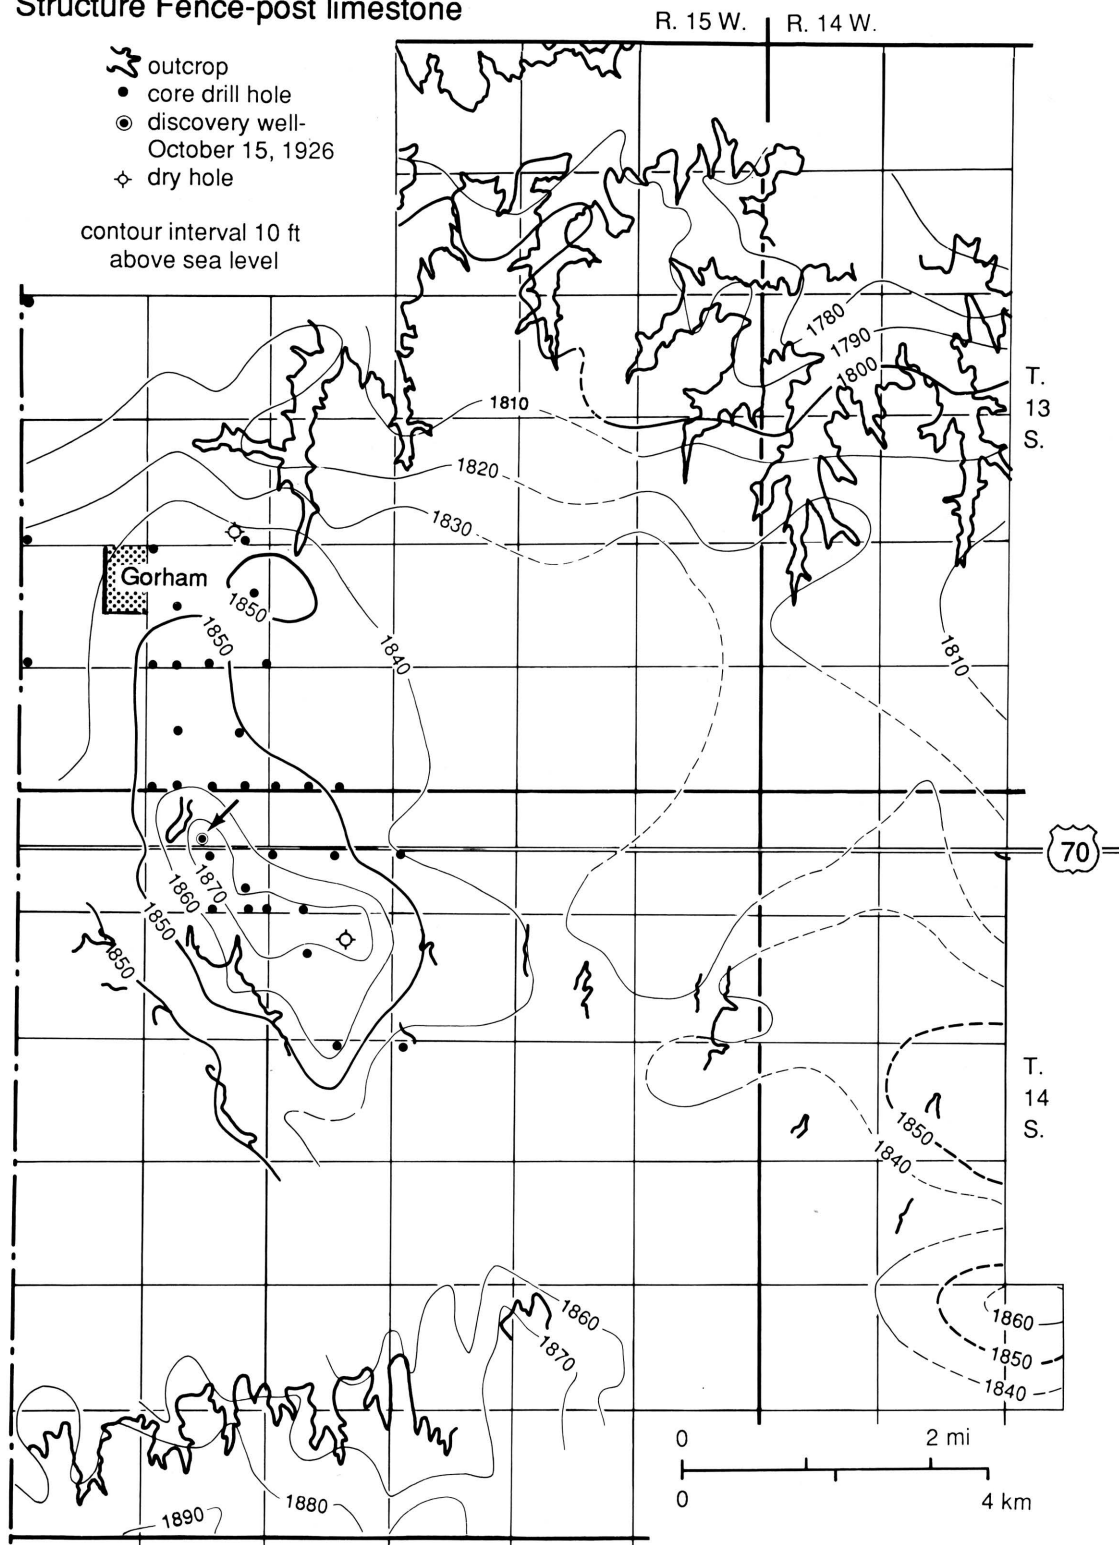 Structure Fence-post limestone
R. 15 W. R. 14 W.
outcrop
core drill hole
discovery well-
October 15, 1926
dry hole
contour interval 10 ft
above sea level
1780
1790
1800
T.
13
S.
1810
1820
1830
Gorham
1850
1850
1840
1810
70
1870
1860
1850
1850
T.
14
S.
1850
1840
1860
1870
1860
1850
1840
0 2 mi
0 4 km
1880
1890